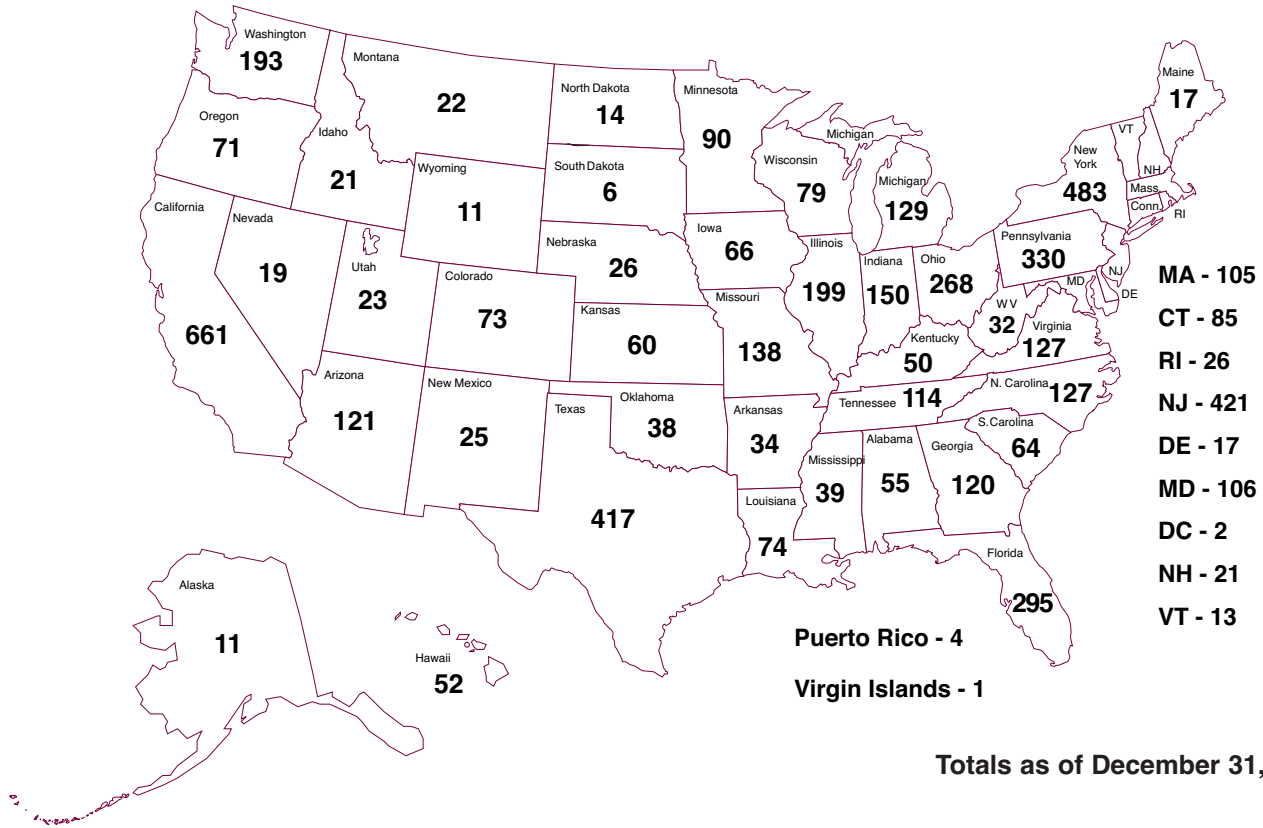 Washington
193
Oregon
71
California
661
Idaho
21
Nevada
19
Montana
22
Wyoming
11
Utah
23
Colorado
73
Arizona
121
New Mexico
25
North Dakota
14
South Dakota
6
Nebraska
26
Kansas
60
Oklahoma
38
Texas
417
Minnesota
90
Iowa
66
Missouri
138
Arkansas
34
Louisiana
74
Wisconsin
79
Illinois
199
Michigan
Michigan
129
Indiana
150
Ohio
268
Kentucky
50
Tennessee
114
Mississippi
39
Alabama
55
Georgia
120
Florida
295
S.Carolina
64
N. Carolina
127
Virginia
127
W V
32
Pennsylvania
330
New
York
483
Maine
17
VT
NH
Mass.
Conn.
RI
NJ
MD
DE
MA - 105
CT - 85
RI - 26
NJ - 421
DE - 17
MD - 106
DC - 2
NH - 21
VT - 13
Alaska
11
Hawaii
52
Puerto Rico - 4
Virgin Islands - 1
Totals as of December 31,